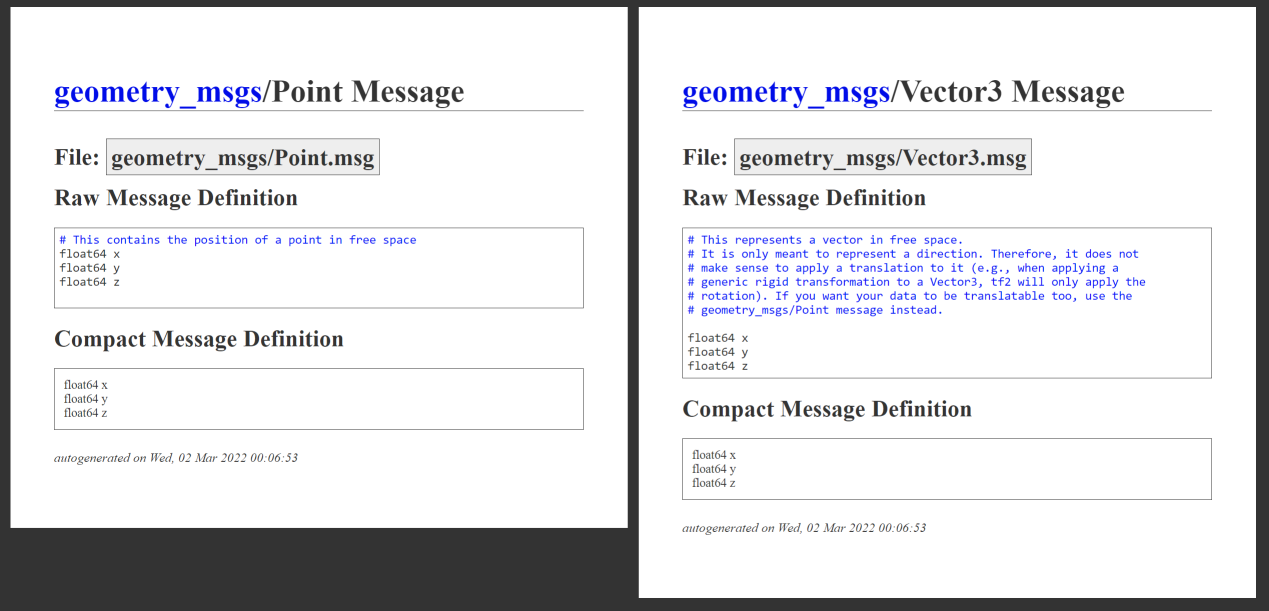 geometry_msgs/Point Message
File: geometry_msgs/Point.msg
Raw Message Definition
# This contains the position of a point in free space
float64 x
float64 y
float64 z
Compact Message Definition
float64 x
float64 y
float64 z
autogenerated on Wed, 02 Mar 2022 00:06:53
geometry_msgs/Vector3 Message
File: geometry_msgs/Vector3.msg
Raw Message Definition
# This represents a vector in free space.
# It is only meant to represent a direction. Therefore, it does not
# make sense to apply a translation to it (e.g., when applying a
# generic rigid transformation to a Vector3, tf2 will only apply the
# rotation). If you want your data to be translatable too, use the
# geometry_msgs/Point message instead.
float64 x
float64 y
float64 z
Compact Message Definition
float64 x
float64 y
float64 z
autogenerated on Wed, 02 Mar 2022 00:06:53